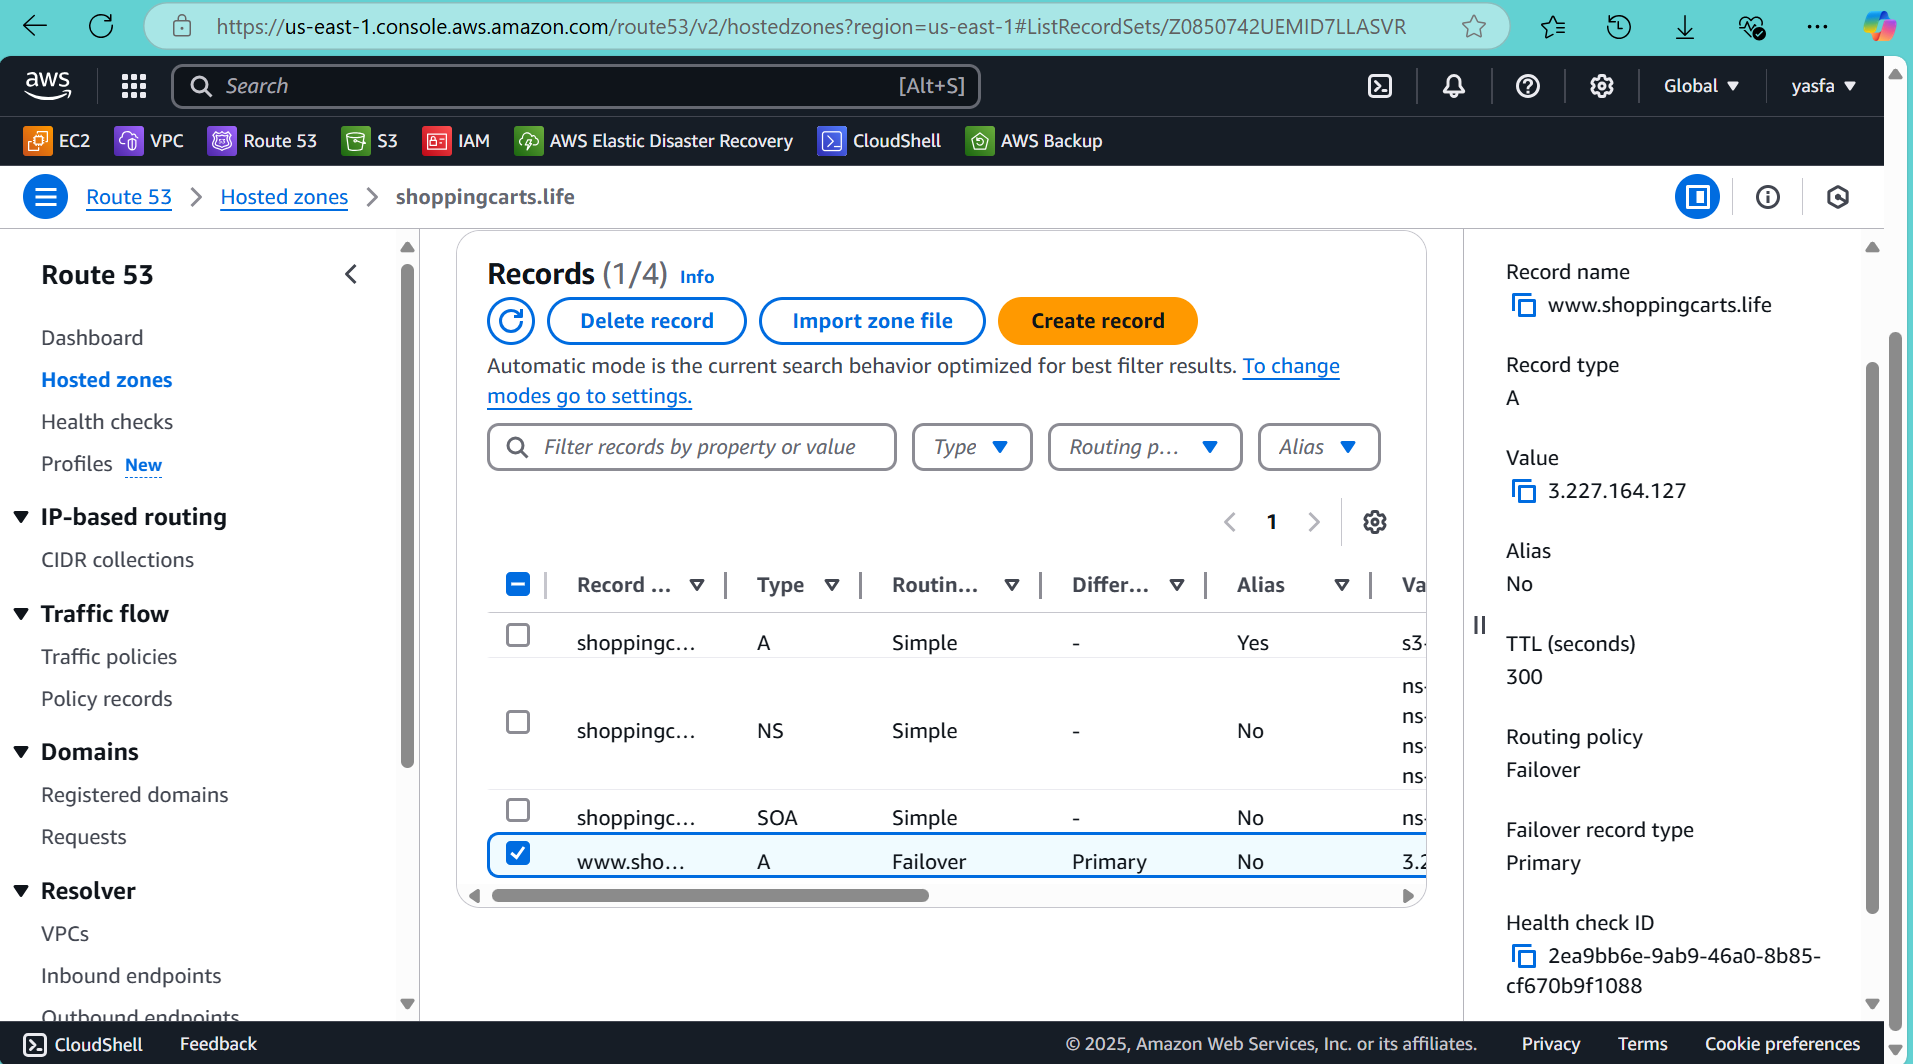 https://us-east-1.console.aws.amazon.com/route53/v2/hostedzones?region=us-east-1#ListRecordSets/Z0850742UEMID7LLASVR
aws
Search
[Alt+S]
Global
yasfa
EC2
VPC
Route 53
S3
IAM
AWS Elastic Disaster Recovery
CloudShell
AWS Backup
Route 53
Hosted zones
shoppingcarts.life
Route 53
Dashboard
Hosted zones
Health checks
Profiles New
IP-based routing
CIDR collections
Traffic flow
Traffic policies
Policy records
Domains
Registered domains
Requests
Resolver
VPCs
Inbound endpoints
Outbound endpoints
Records (1/4) Info
Delete record
Import zone file
Create record
Automatic mode is the current search behavior optimized for best filter results. To change
modes go to settings.
Filter records by property or value
Type
Routing p...
Alias
1
Record ...
Type
Routin...
Differ...
Alias
Va
shoppingc... A Simple - Yes s3-
shoppingc... NS Simple - No ns-
ns-
ns-
ns-
shoppingc... SOA Simple - No ns-
www.sho... A Failover Primary No 3.2
Record name
www.shoppingcarts.life
Record type
A
Value
3.227.164.127
Alias
No
TTL (seconds)
300
Routing policy
Failover
Failover record type
Primary
Health check ID
2ea9bb6e-9ab9-46a0-8b85-
cf670b9f1088
CloudShell
Feedback
© 2025, Amazon Web Services, Inc. or its affiliates.
Privacy
Terms
Cookie preferences